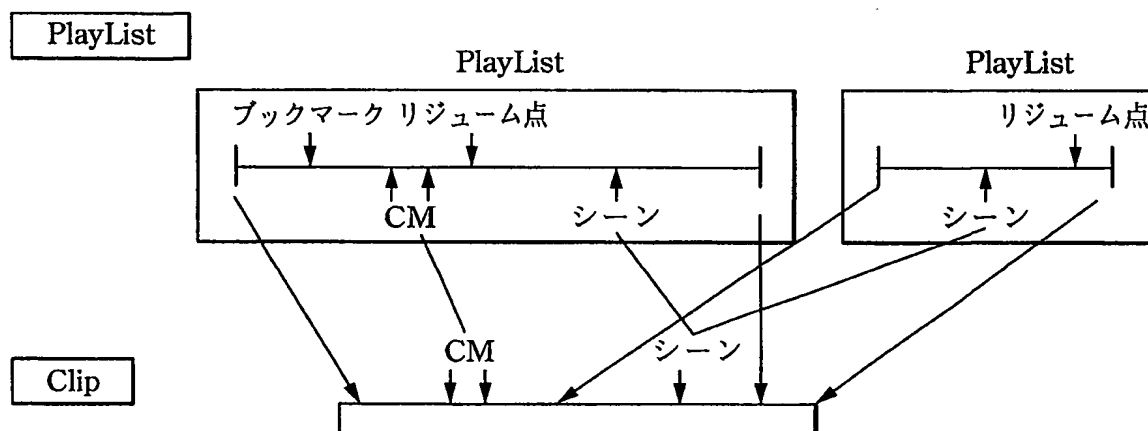 PlayList
PlayList PlayList
ブックマーク リジューム点 リジューム点
CM シーン シーン
CM シーン
Clip